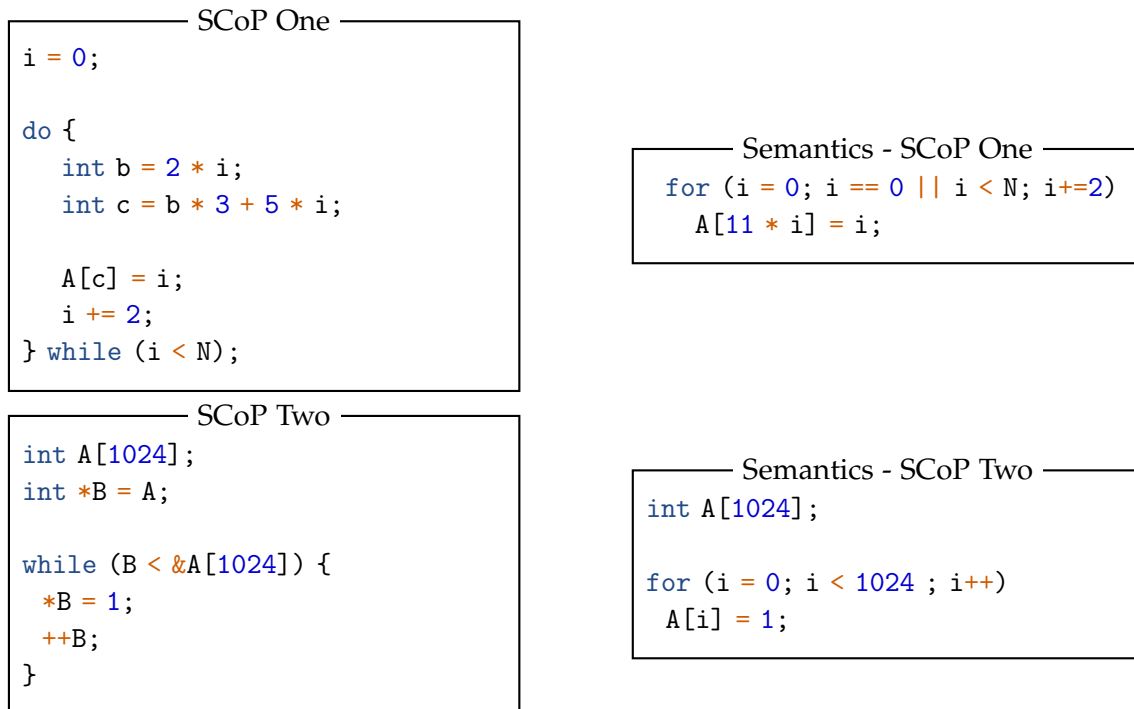 SCoP One
i = 0;
do {
int b = 2 * i;
int c = b * 3 + 5 * i;
A[c] = i;
i += 2;
} while (i < N);
Semantics - SCoP One
for (i = 0; i == 0 || i < N; i+=2)
A[11 * i] = i;
SCoP Two
int A[1024];
int *B = A;
while (B < &A[1024]) {
*B = 1;
++B;
}
Semantics - SCoP Two
int A[1024];
for (i = 0; i < 1024 ; i++)
A[i] = 1;